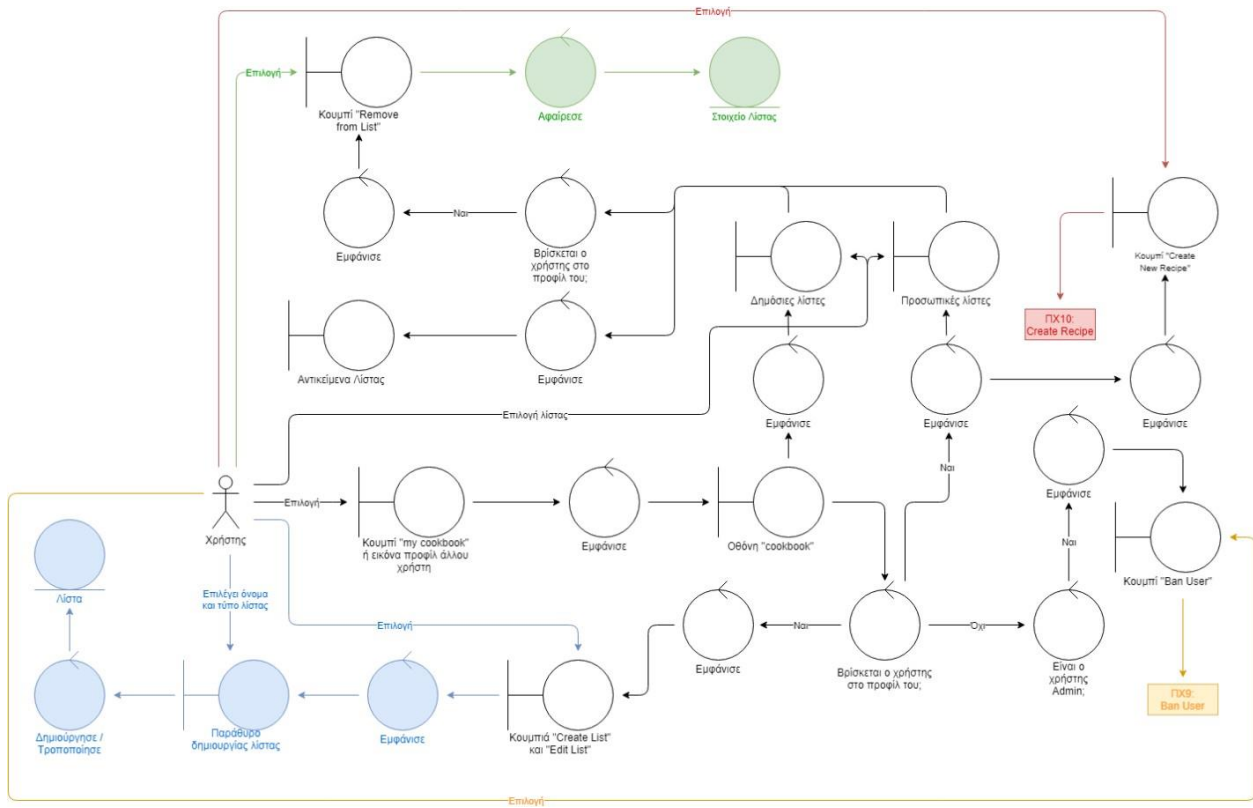 Επιλογή
Επιλογή
Κουμπί "Remove
from List"
Αφαίρεσε
Στοιχείο Λίστας
Εμφάνισε
Ναι
Βρίσκεται ο
χρήστης στο
προφίλ του;
Δημόσιες λίστες
Προσωπικές λίστες
Κουμπί "Create
New Recipe"
ΠΧ10:
Create Recipe
Αντικείμενα Λίστας
Εμφάνισε
Εμφάνισε
Εμφάνισε
Εμφάνισε
Επιλογή λίστας
Χρήστης
Επιλογή
Κουμπί "my cookbook"
ή εικόνα προφίλ άλλου
χρήστη
Εμφάνισε
Οθόνη "cookbook"
Ναι
Εμφάνισε
Ναι
Κουμπί "Ban User"
Λίστα
Επιλέγει όνομα
και τύπο λίστας
Επιλογή
Εμφάνισε
Ναι
Βρίσκεται ο χρήστης
στο προφίλ του;
Όχι
Είναι ο
χρήστης
Admin;
ΠΧ9:
Ban User
Δημιούργησε /
Τροποποίησε
Παράθυρο
δημιουργίας λίστας
Εμφάνισε
Κουμπιά "Create List"
και "Edit List"
Επιλογή